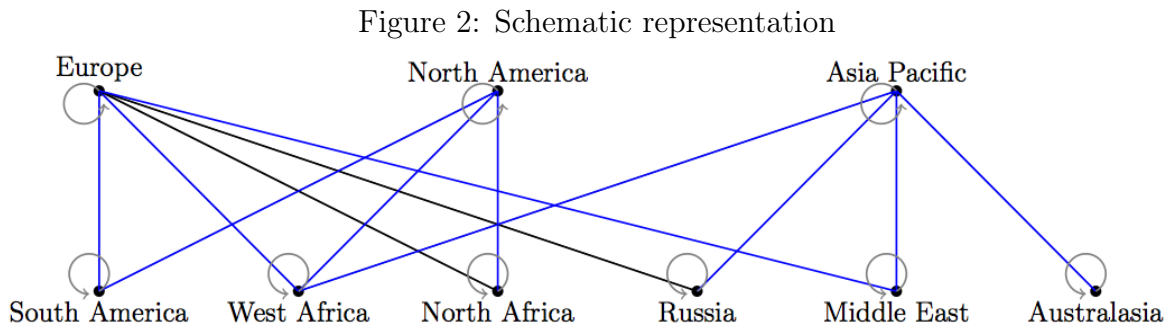 Figure 2: Schematic representation
Europe North America Asia Pacific
South America West Africa North Africa Russia Middle East Australasia